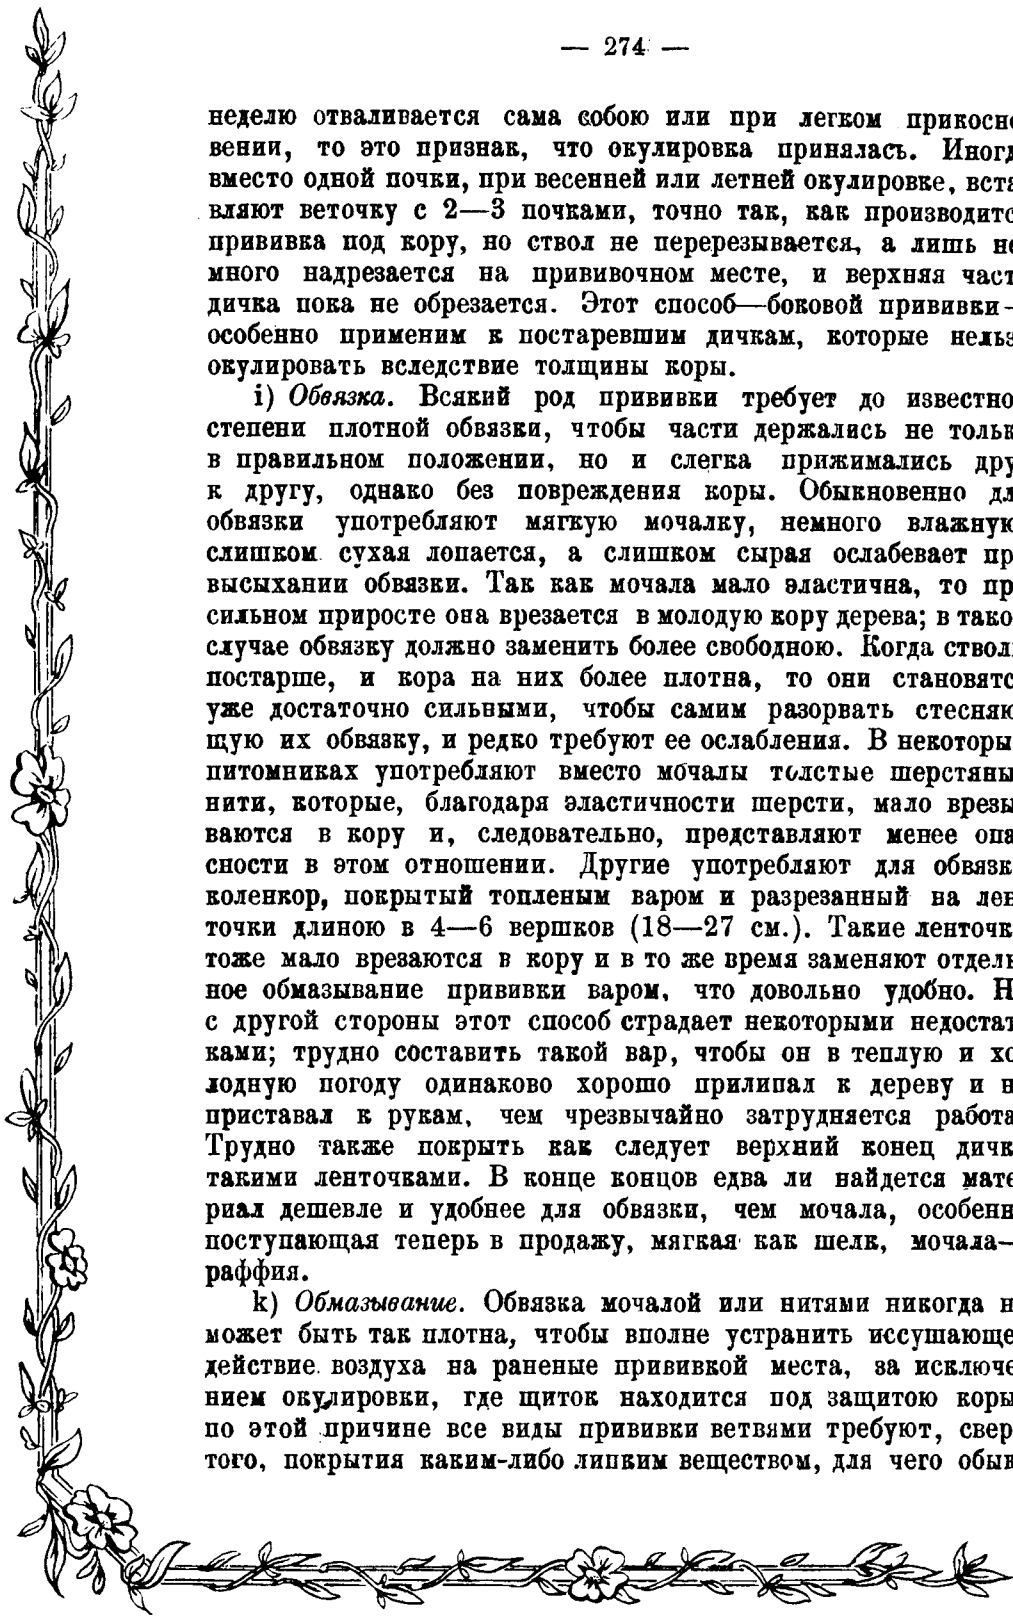 — 274 —
неделю отваливается сама собою или при легком прикосно
вении, то это признак, что окулировка принялась. Иногд
вместо одной почки, при весенней или летней окулировке, вста
вляют веточку с 2—3 почками, точно так, как производитс
прививка под кору, но ствол не перерезывается, а лишь не
много надрезается на прививочном месте, и верхняя част
дичка пока не обрезается. Этот способ—боковой прививки—
особенно применим к постаревшим дичкам, которые нельз
окулировать вследствие толщины коры.
i) Обвязка. Всякий род прививки требует до известно
степени плотной обвязки, чтобы части держались не тольк
в правильном положении, но и слегка прижимались дру
к другу, однако без повреждения коры. Обыкновенно дл
обвязки употребляют мягкую мочалку, немного влажную
слишком сухая лопается, а слишком сырая ослабевает пр
высыхании обвязки. Так как мочала мало эластична, то пр
сильном приросте она врезается в молодую кору дерева; в тако
случае обвязку должно заменить более свободною. Когда ствол
постарше, и кора на них более плотна, то они становятс
уже достаточно сильными, чтобы самим разорвать стесняю
щую их обвязку, и редко требуют ее ослабления. В некоторы
питомниках употребляют вместо мочалы толстые шерстяны
нити, которые, благодаря эластичности шерсти, мало врезы
ваются в кору и, следовательно, представляют менее опа
сности в этом отношении. Другие употребляют для обвязк
коленкор, покрытый топленым варом и разрезанный на лен
точки длиною в 4—6 вершков (18—27 см.). Такие ленточк
тоже мало врезаются в кору и в то же время заменяют отдель
ное обмазывание прививки варом, что довольно удобно. Н
с другой стороны этот способ страдает некоторыми недостат
ками; трудно составить такой вар, чтобы он в теплую и хо
лодную погоду одинаково хорошо прилипал к дереву и н
приставал к рукам, чем чрезвычайно затрудняется работа
Трудно также покрыть как следует верхний конец дичк
такими ленточками. В конце концов едва ли найдется мате
риал дешевле и удобнее для обвязки, чем мочала, особенн
поступающая теперь в продажу, мягкая как шелк, мочала—
раффия.
k) Обмазывание. Обвязка мочалой или нитями никогда н
может быть так плотна, чтобы вполне устранить иссушающе
действие воздуха на раненые прививкой места, за исключе
нием окулировки, где щиток находится под защитою коры
по этой причине все виды прививки ветвями требуют, свер
того, покрытия каким-либо липким веществом, для чего обык